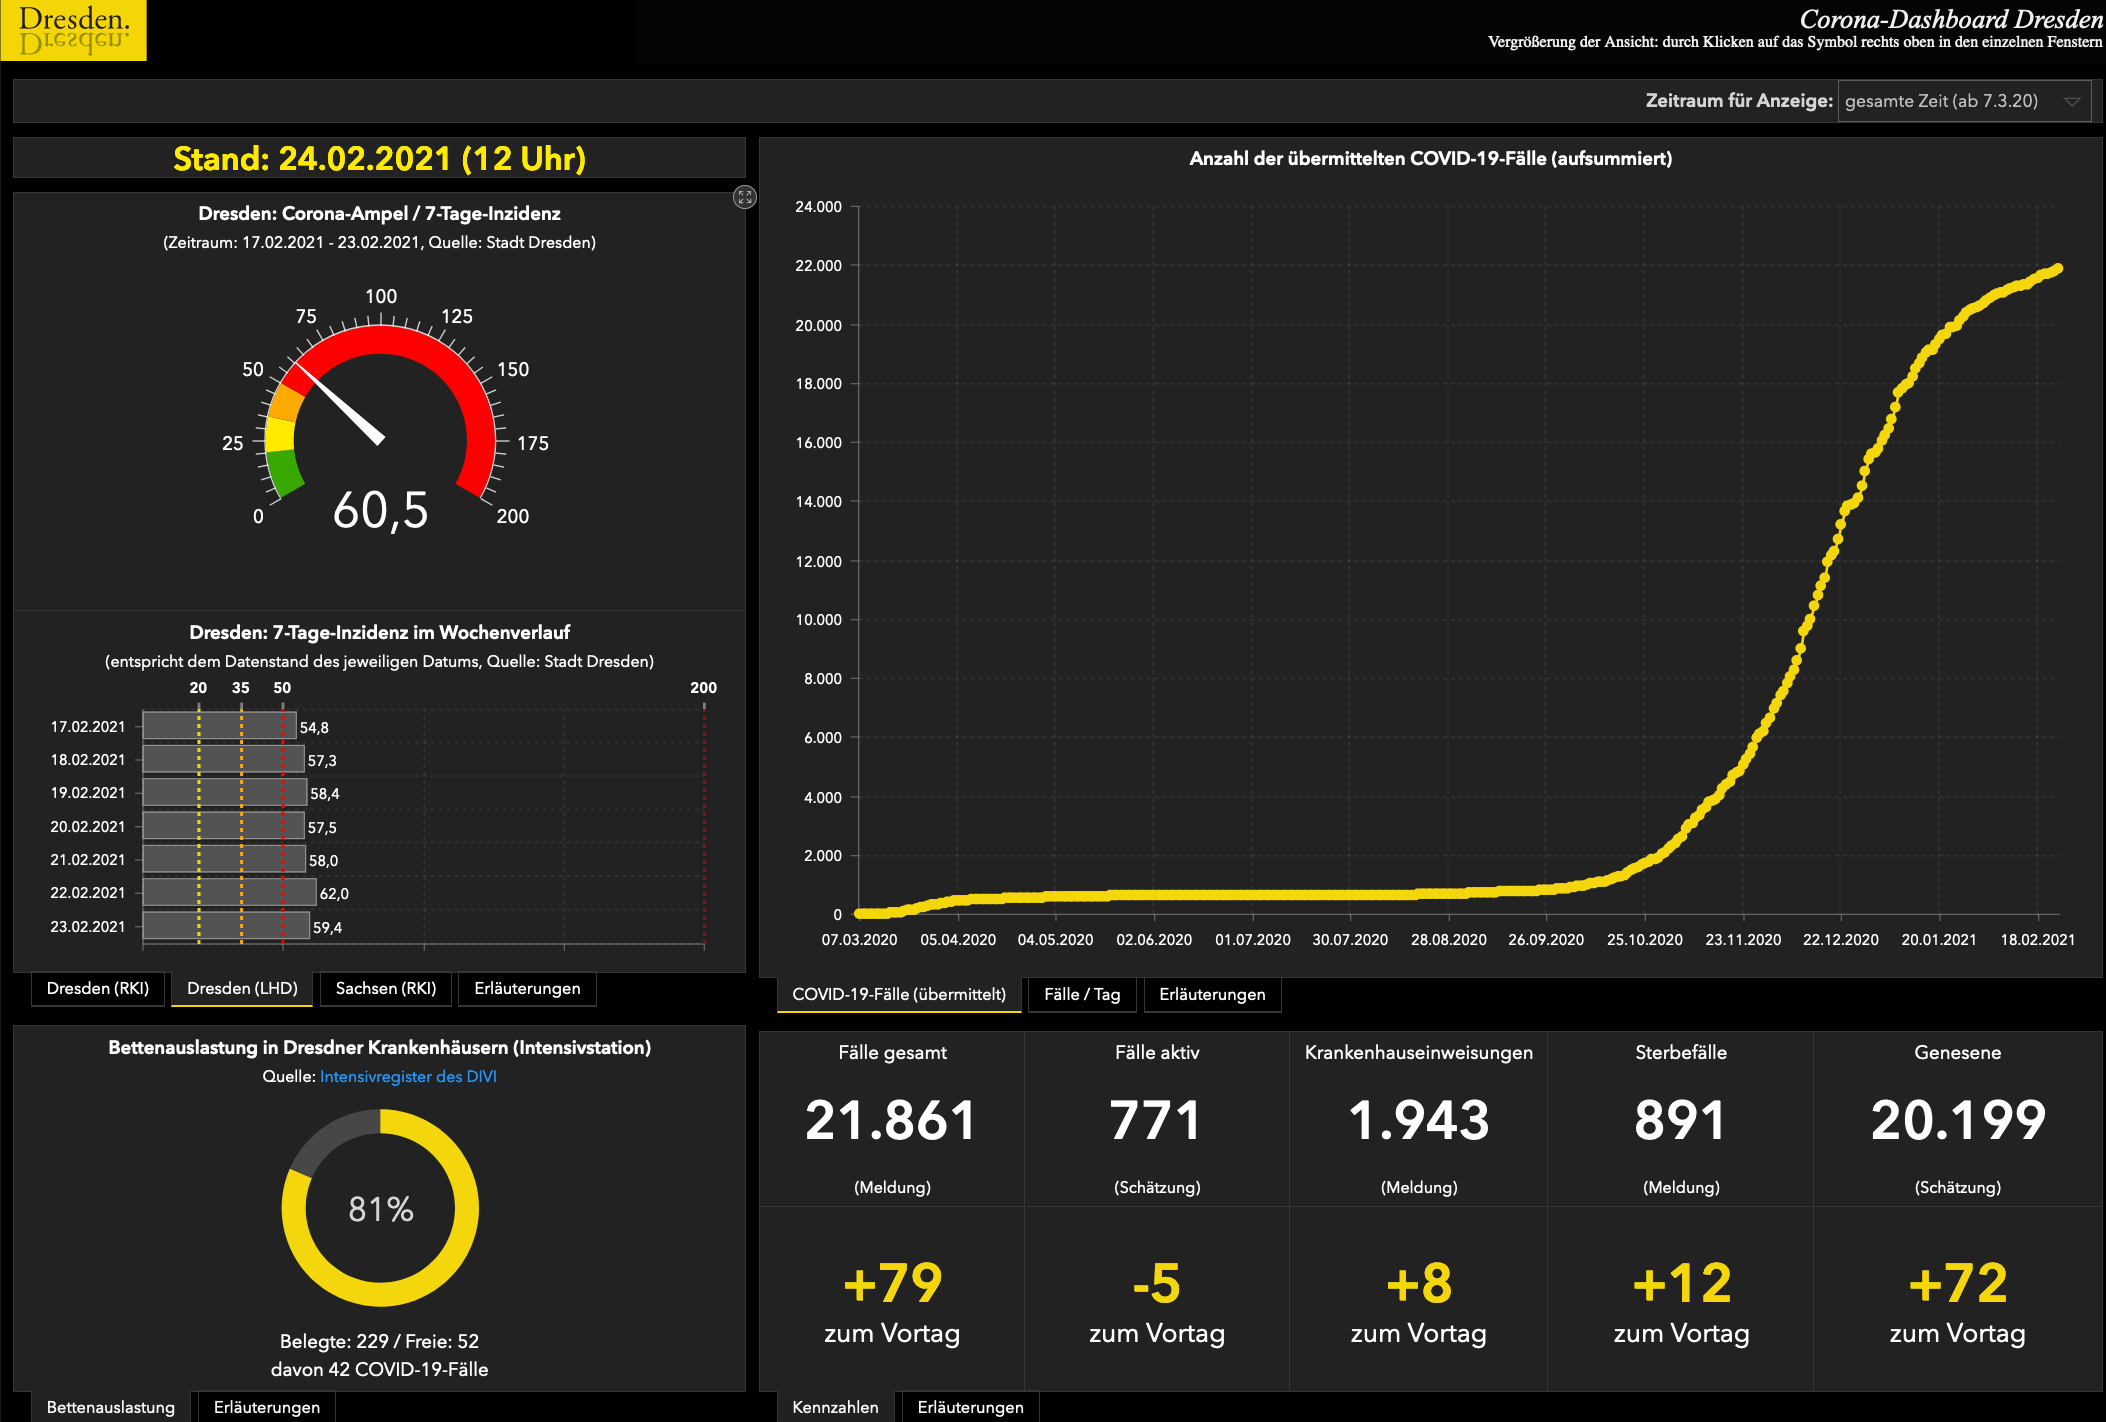 Dresden.
Dresden.
Corona-Dashboard Dresden
Vergrößerung der Ansicht: durch Klicken auf das Symbol rechts oben in den einzelnen Fenstern
Zeitraum für Anzeige: gesamte Zeit (ab 7.3.20)
Stand: 24.02.2021 (12 Uhr)
Dresden: Corona-Ampel / 7-Tage-Inzidenz
(Zeitraum: 17.02.2021 - 23.02.2021, Quelle: Stadt Dresden)
0
25
50
75
100
125
150
175
200
60,5
Dresden: 7-Tage-Inzidenz im Wochenverlauf
(entspricht dem Datenstand des jeweiligen Datums, Quelle: Stadt Dresden)
20 35 50 200
17.02.2021 54,8
18.02.2021 57,3
19.02.2021 58,4
20.02.2021 57,5
21.02.2021 58,0
22.02.2021 62,0
23.02.2021 59,4
Dresden (RKI) Dresden (LHD) Sachsen (RKI) Erläuterungen
Anzahl der übermittelten COVID-19-Fälle (aufsummiert)
24.000
22.000
20.000
18.000
16.000
14.000
12.000
10.000
8.000
6.000
4.000
2.000
0
07.03.2020 05.04.2020 04.05.2020 02.06.2020 01.07.2020 30.07.2020 28.08.2020 26.09.2020 25.10.2020 23.11.2020 22.12.2020 20.01.2021 18.02.2021
COVID-19-Fälle (übermittelt) Fälle / Tag Erläuterungen
Bettenauslastung in Dresdner Krankenhäusern (Intensivstation)
Quelle: Intensivregister des DIVI
81%
Belegte: 229 / Freie: 52
davon 42 COVID-19-Fälle
Bettenauslastung Erläuterungen
Fälle gesamt Fälle aktiv Krankenhauseinweisungen Sterbefälle Genesene
21.861 771 1.943 891 20.199
(Meldung) (Schätzung) (Meldung) (Meldung) (Schätzung)
+79 -5 +8 +12 +72
zum Vortag zum Vortag zum Vortag zum Vortag zum Vortag
Kennzahlen Erläuterungen